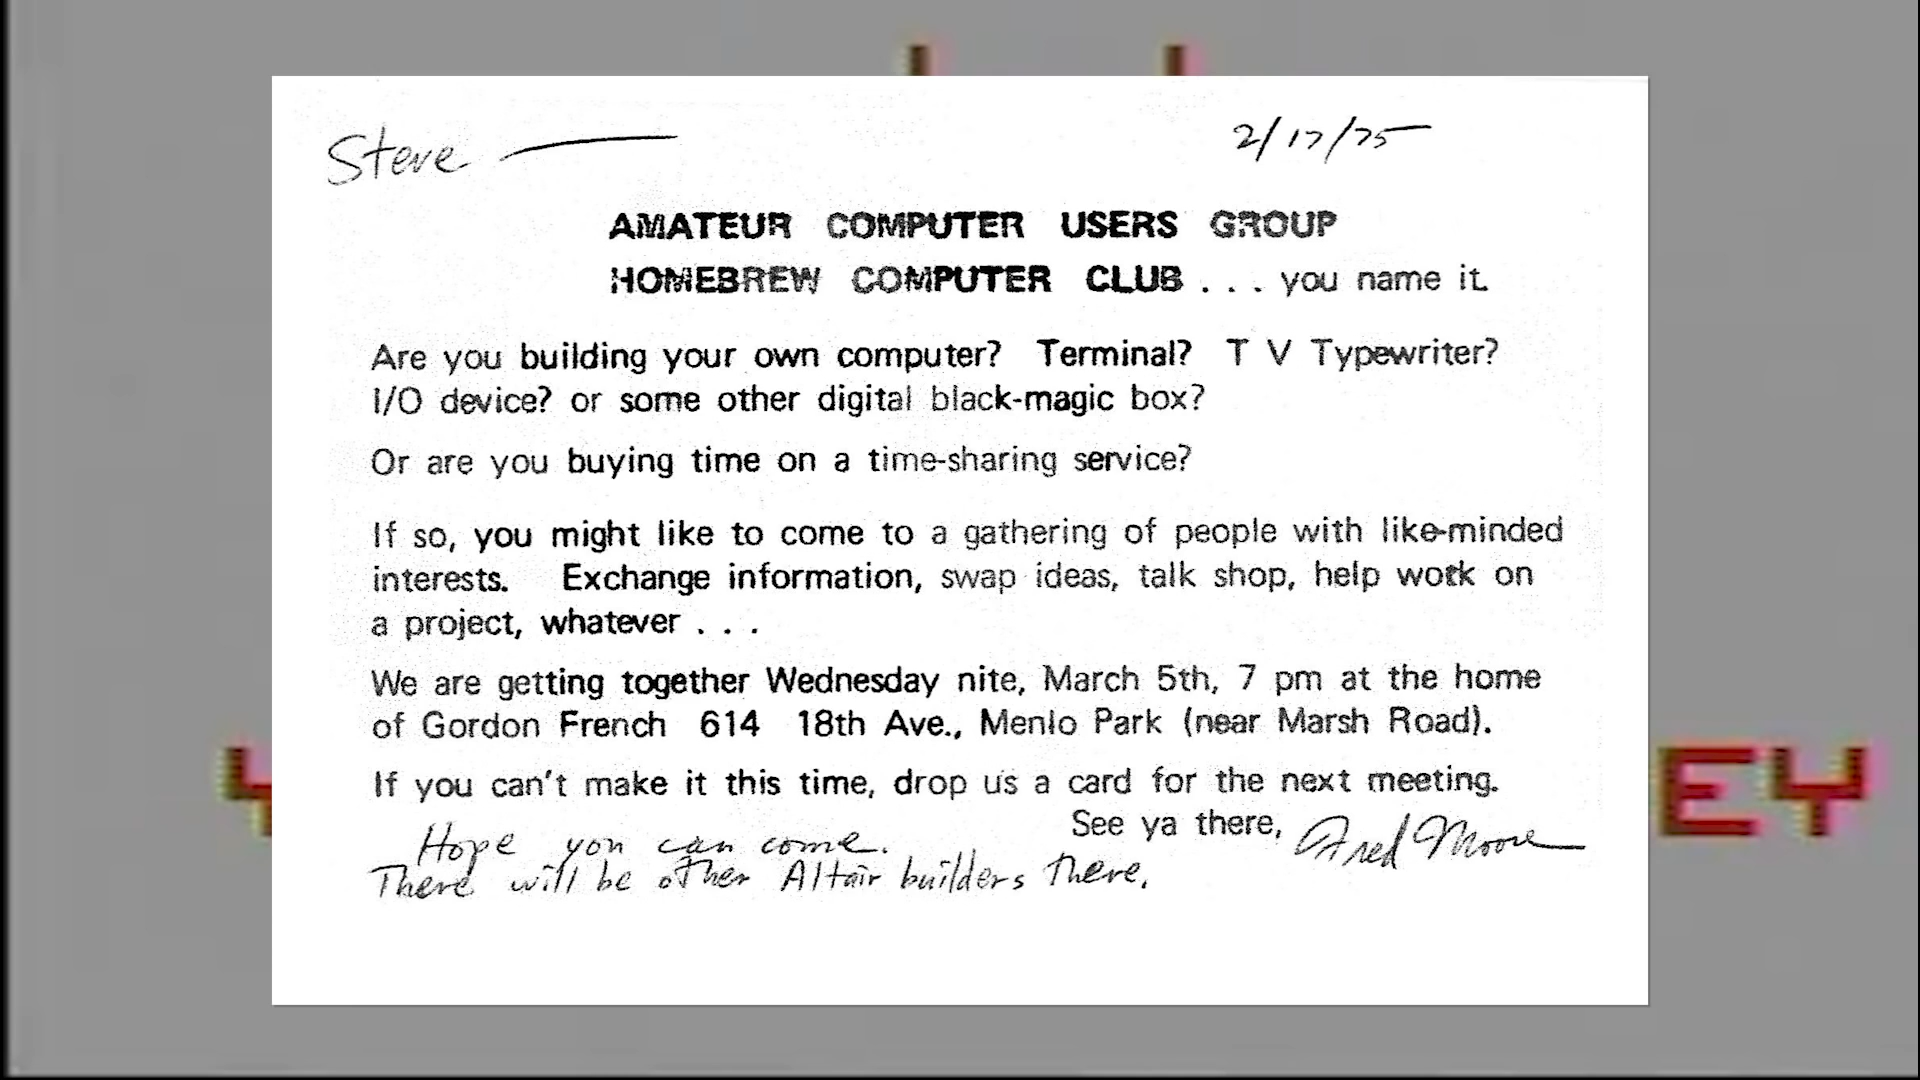 Steve — 2/17/75
AMATEUR COMPUTER USERS GROUP
HOMEBREW COMPUTER CLUB . . . you name it.
Are you building your own computer? Terminal? T V Typewriter?
I/O device? or some other digital black-magic box?
Or are you buying time on a time-sharing service?
If so, you might like to come to a gathering of people with like-minded
interests. Exchange information, swap ideas, talk shop, help work on
a project, whatever . . .
We are getting together Wednesday nite, March 5th, 7 pm at the home
of Gordon French 614 18th Ave., Menlo Park (near Marsh Road).
If you can't make it this time, drop us a card for the next meeting.
See ya there, Fred Moore
Hope you can come.
There will be other Altair builders there.